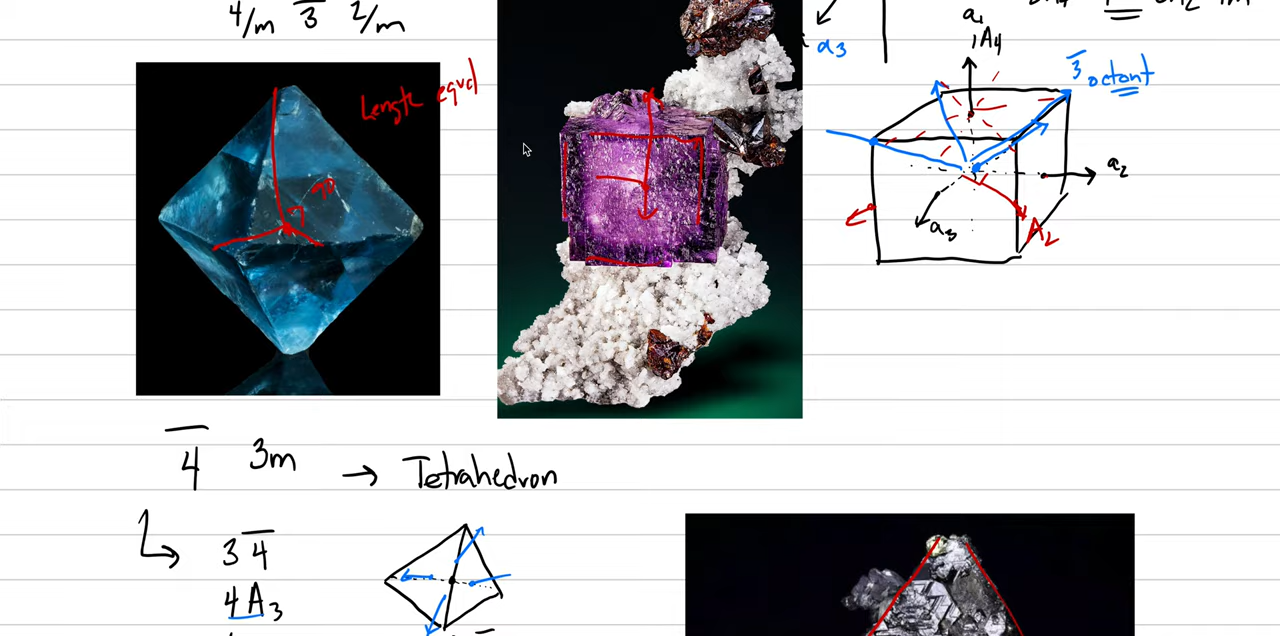 4/m 3̅ 2/m
Length equal
90
a₃
a₁
A4
3̅ octant
a₂
a₃
A₂
4̅ 3m → Tetrahedron
3 4̅
4A₃